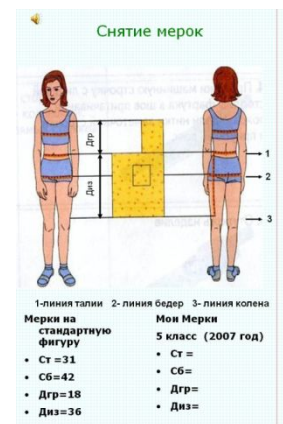 Снятие мерок
Дгр
Диз
1
2
3
1-линия талии 2- линия бедер 3- линия колена
Мерки на стандартную фигуру
• Ст =31
• Сб=42
• Дгр=18
• Диз=36
Мои Мерки
5 класс (2007 год)
• Ст =
• Сб=
• Дгр=
• Диз=